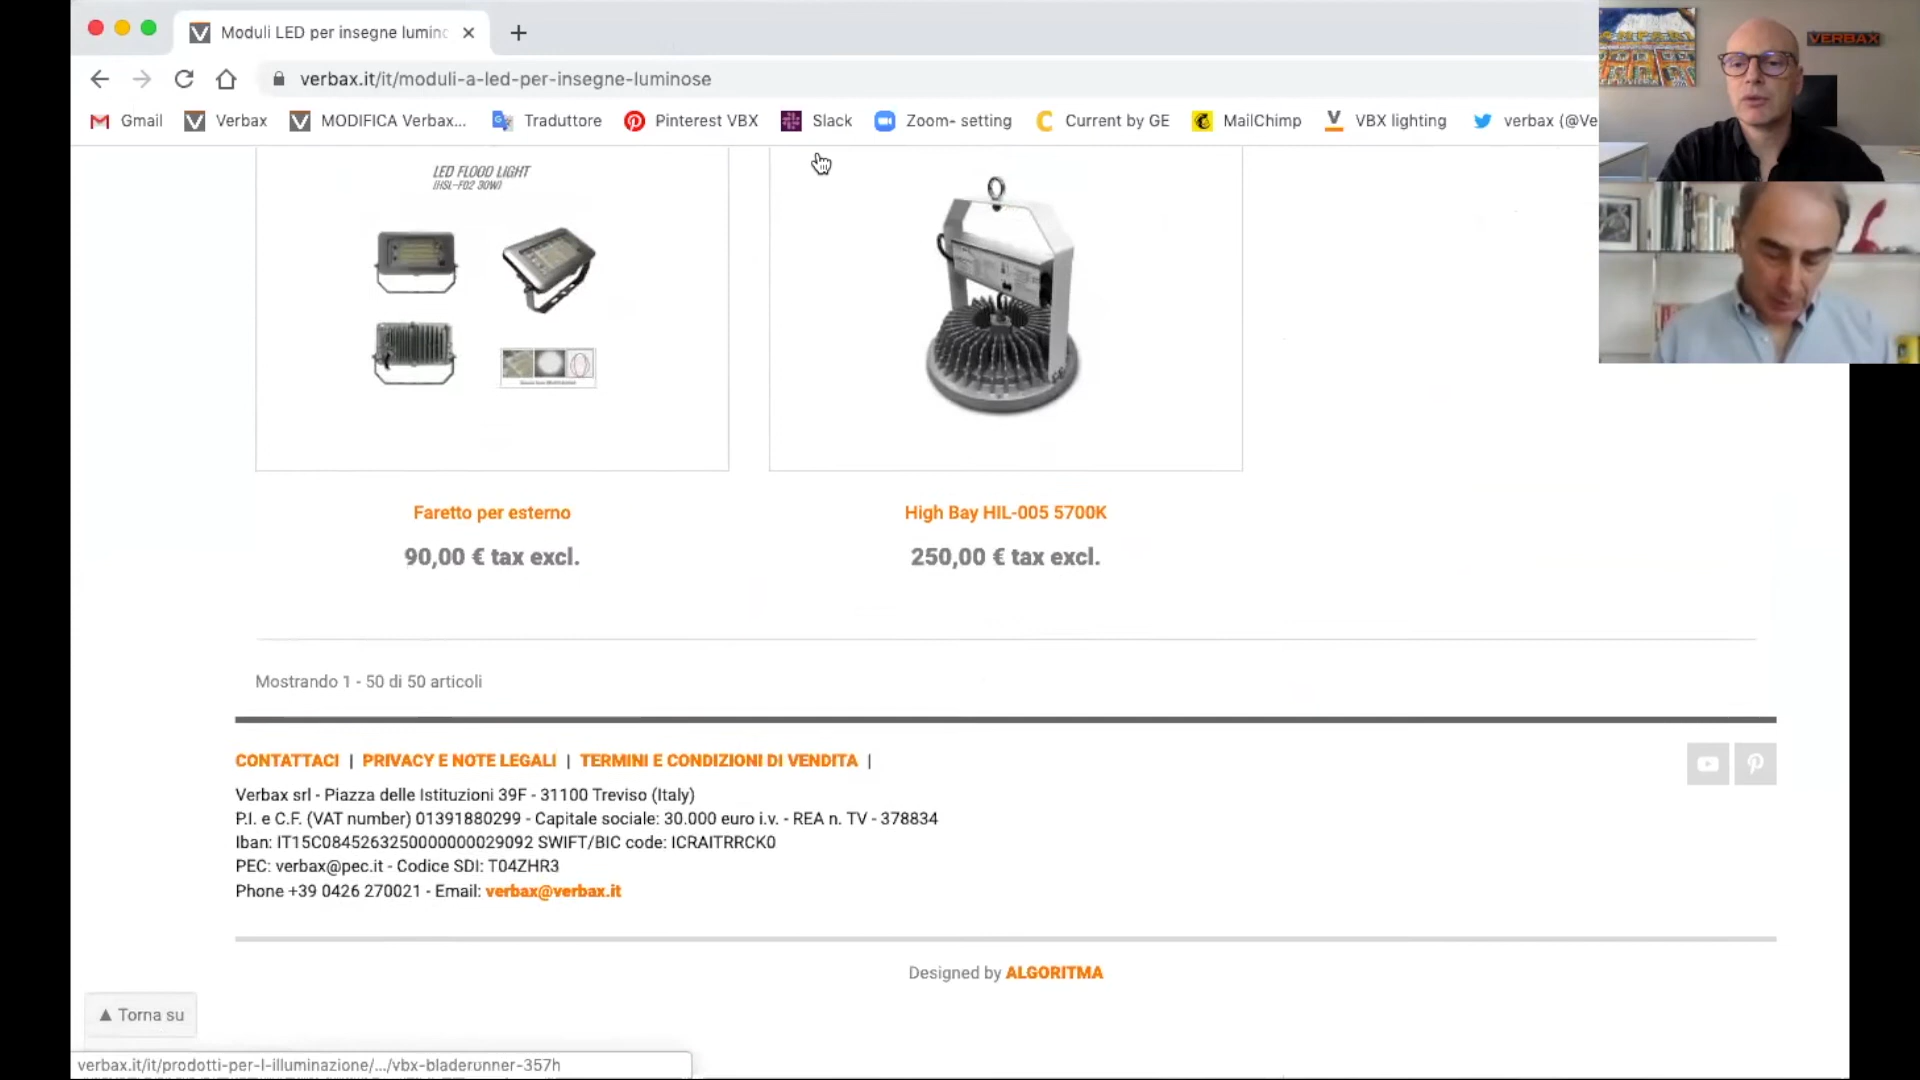 Moduli LED per insegne lumino
verbax.it/it/moduli-a-led-per-insegne-luminose
Gmail Verbax MODIFICA Verbax... Traduttore Pinterest VBX Slack Zoom- setting Current by GE MailChimp VBX lighting verbax (@Ve
VERBAX
LED FLOOD LIGHT
(HSL-F02 30W)
Faretto per esterno
90,00 € tax excl.
High Bay HIL-005 5700K
250,00 € tax excl.
Mostrando 1 - 50 di 50 articoli
CONTATTACI | PRIVACY E NOTE LEGALI | TERMINI E CONDIZIONI DI VENDITA |
Verbax srl - Piazza delle Istituzioni 39F - 31100 Treviso (Italy)
P.I. e C.F. (VAT number) 01391880299 - Capitale sociale: 30.000 euro i.v. - REA n. TV - 378834
Iban: IT15C0845263250000000029092 SWIFT/BIC code: ICRAITRRCK0
PEC: verbax@pec.it - Codice SDI: T04ZHR3
Phone +39 0426 270021 - Email: verbax@verbax.it
Designed by ALGORITMA
▲ Torna su
verbax.it/it/prodotti-per-l-illuminazione/.../vbx-bladerunner-357h